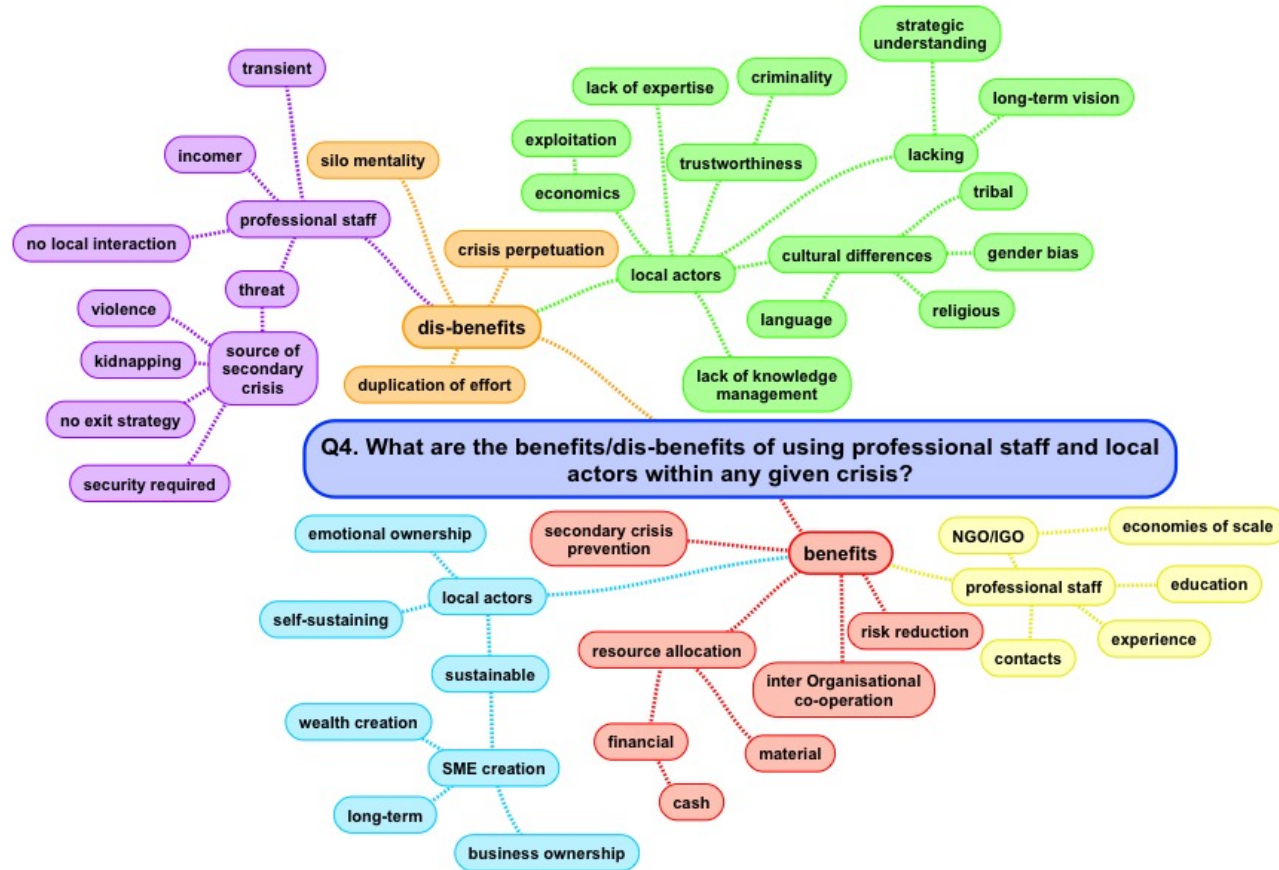 strategic
understanding
transient
criminality
lack of expertise
long-term vision
exploitation
incomer
silo mentality
lacking
trustworthiness
economics
tribal
professional staff
no local interaction
crisis perpetuation
cultural differences
gender bias
local actors
threat
violence
religious
language
dis-benefits
source of
secondary
crisis
kidnapping
duplication of effort
lack of knowledge
management
no exit strategy
security required
Q4. What are the benefits/dis-benefits of using professional staff and local
actors within any given crisis?
emotional ownership
secondary crisis
prevention
benefits
NGO/IGO
economies of scale
professional staff
education
local actors
self-sustaining
risk reduction
experience
resource allocation
contacts
sustainable
inter Organisational
co-operation
wealth creation
financial
material
SME creation
cash
long-term
business ownership